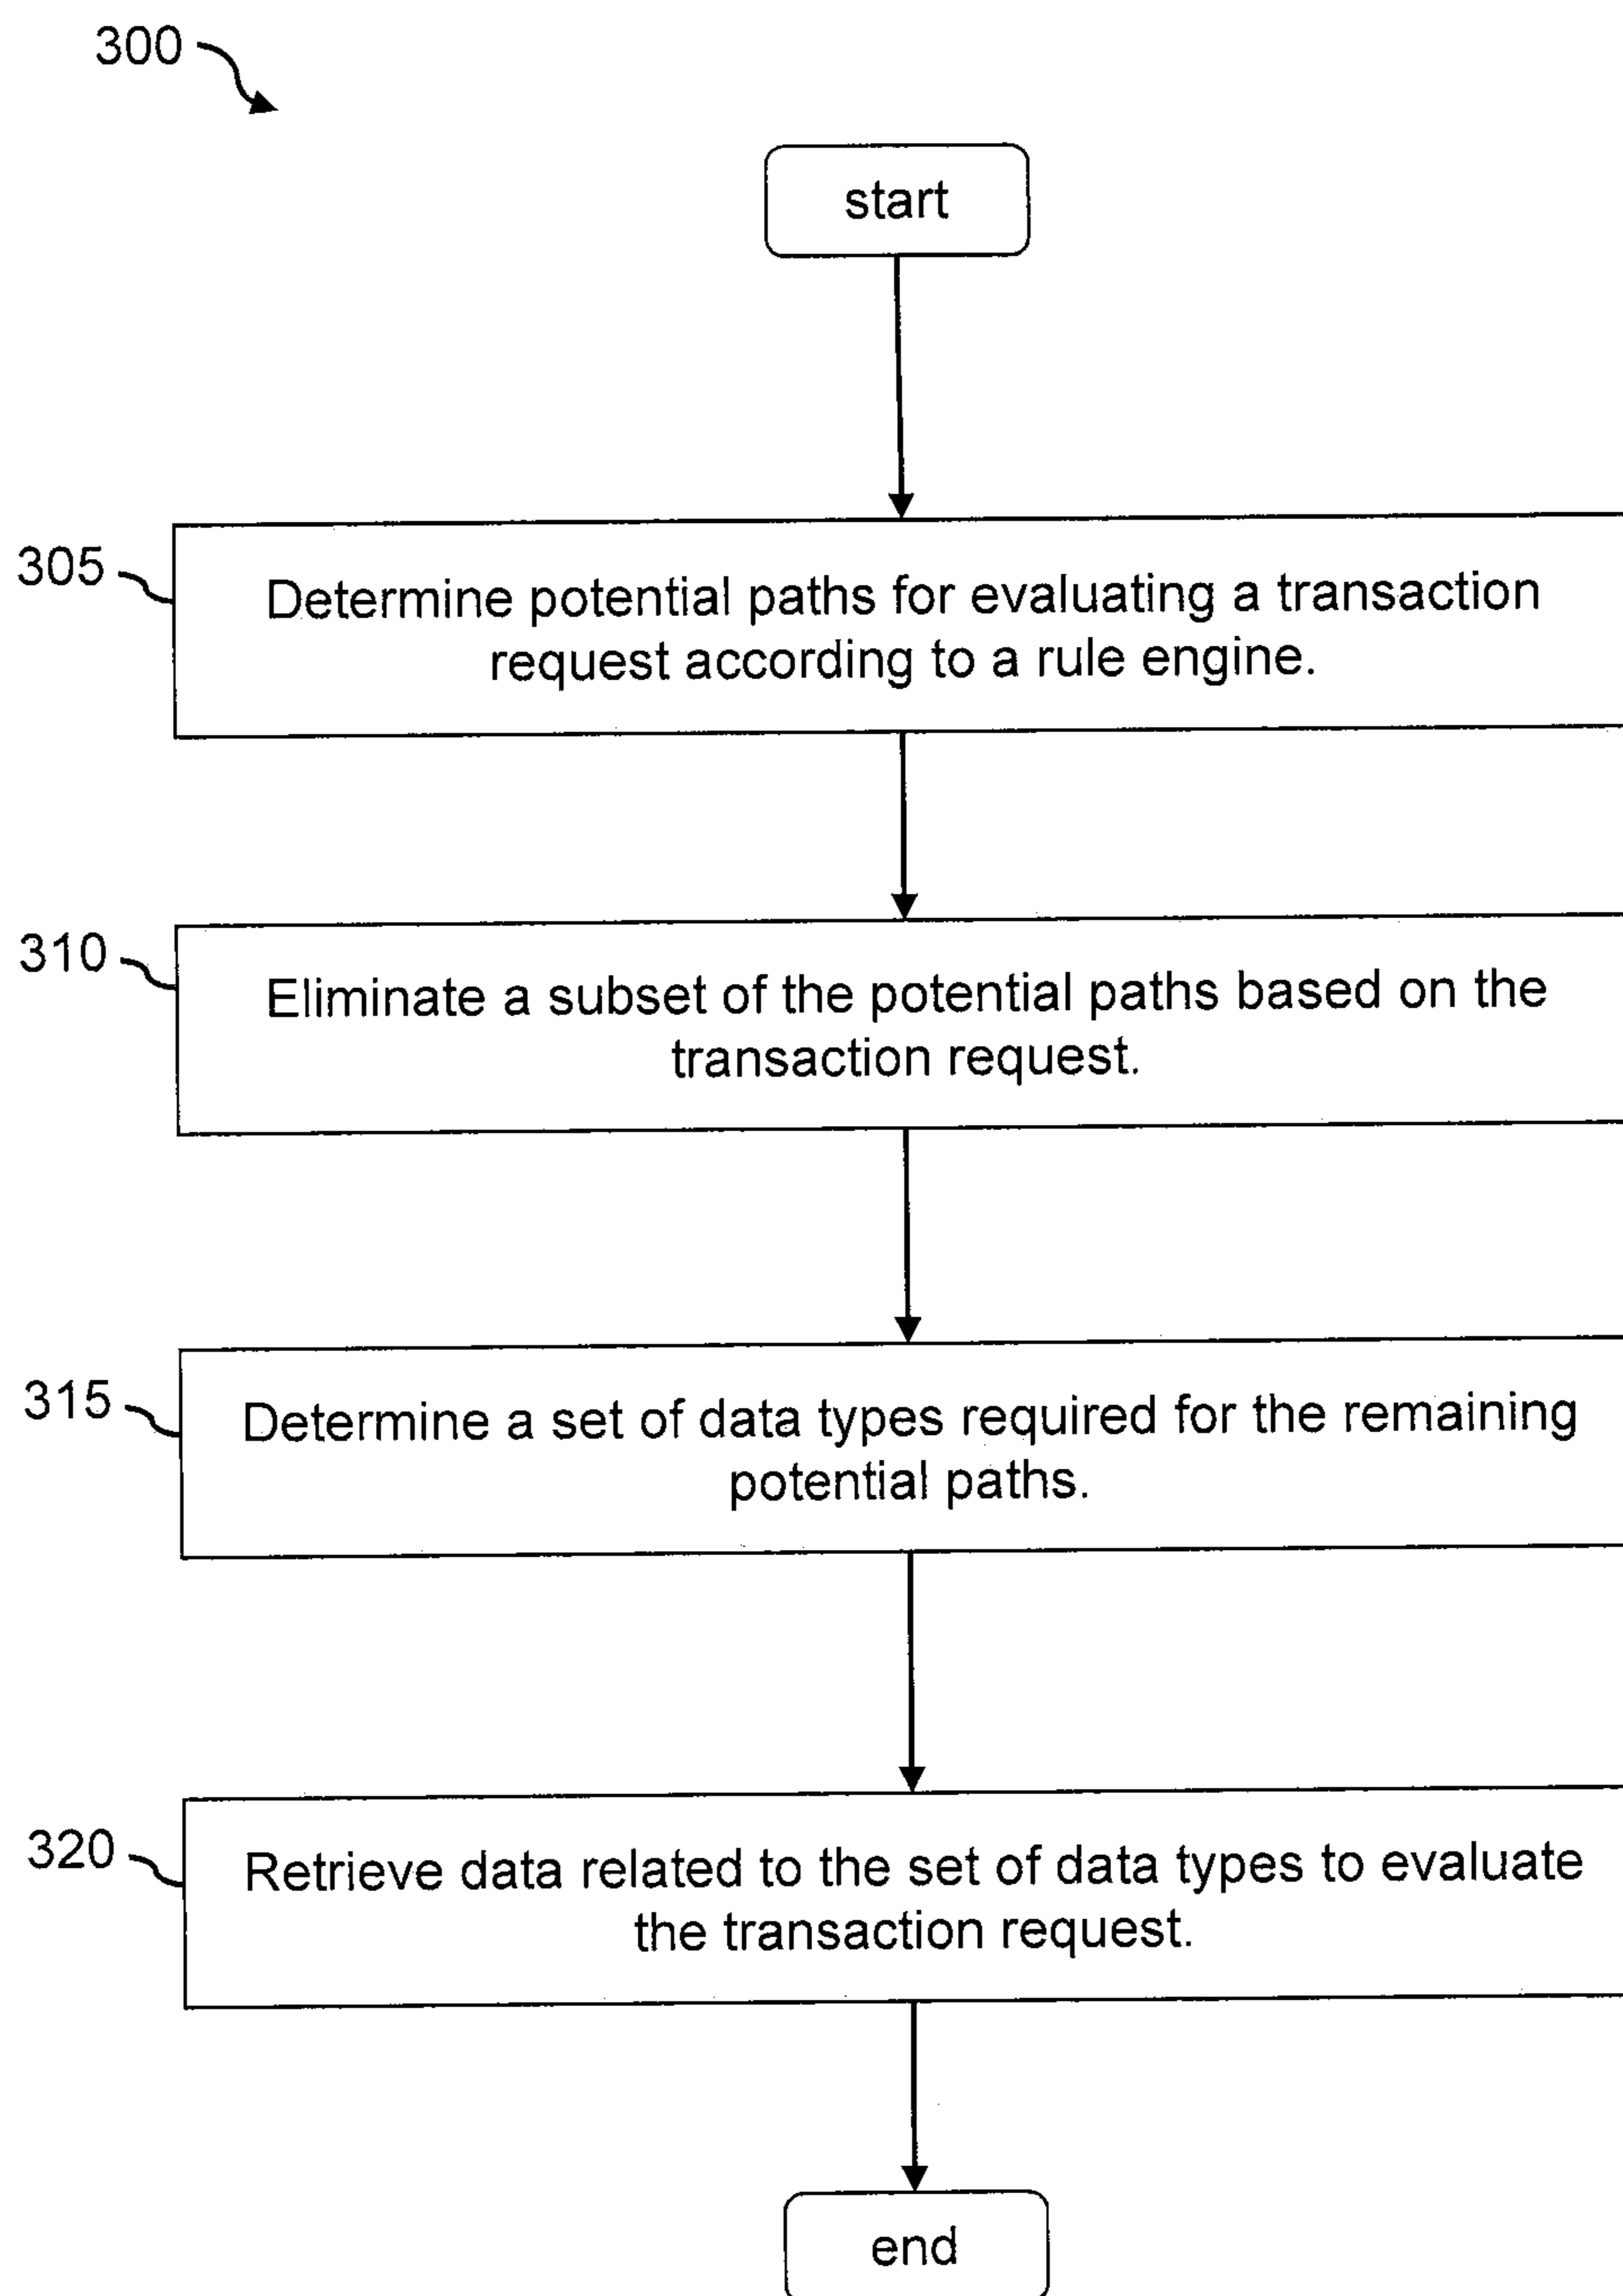 300
start
305
Determine potential paths for evaluating a transaction
request according to a rule engine.
310
Eliminate a subset of the potential paths based on the
transaction request.
315
Determine a set of data types required for the remaining
potential paths.
320
Retrieve data related to the set of data types to evaluate
the transaction request.
end